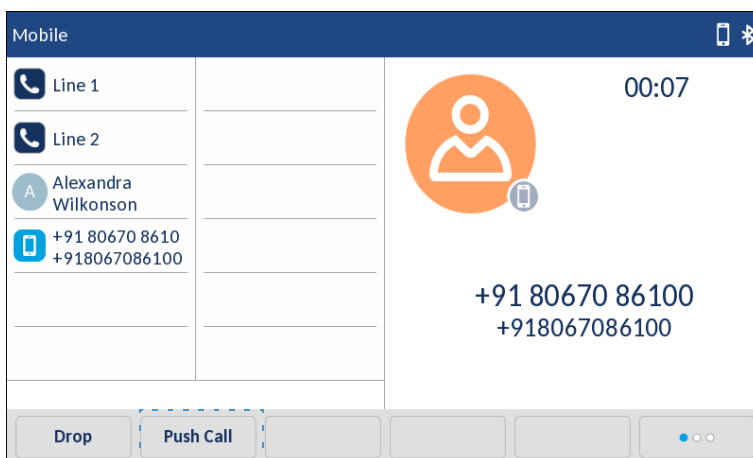 Mobile
Line 1
Line 2
A
Alexandra
Wilkonson
+91 80670 8610
+918067086100
00:07
+91 80670 86100
+918067086100
Drop
Push Call